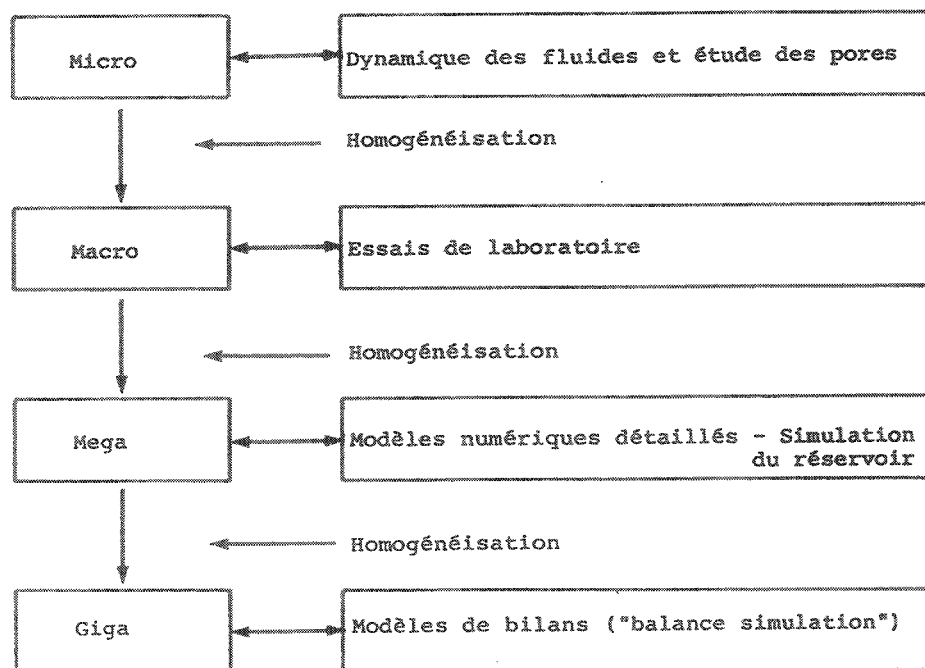 Micro
Dynamique des fluides et étude des pores
Homogénéisation
Macro
Essais de laboratoire
Homogénéisation
Mega
Modèles numériques détaillés - Simulation
du réservoir
Homogénéisation
Giga
Modèles de bilans ("balance simulation")